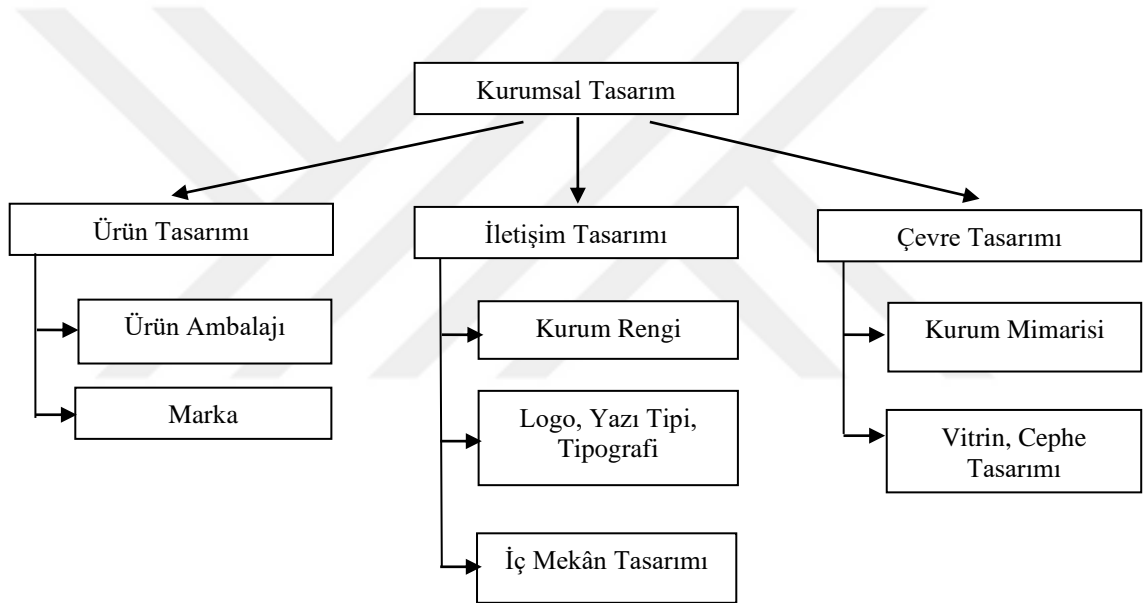 Kurumsal Tasarım
Ürün Tasarımı
İletişim Tasarımı
Çevre Tasarımı
Ürün Ambalajı
Kurum Rengi
Kurum Mimarisi
Marka
Logo, Yazı Tipi,
Tipografi
Vitrin, Cephe
Tasarımı
İç Mekân Tasarımı